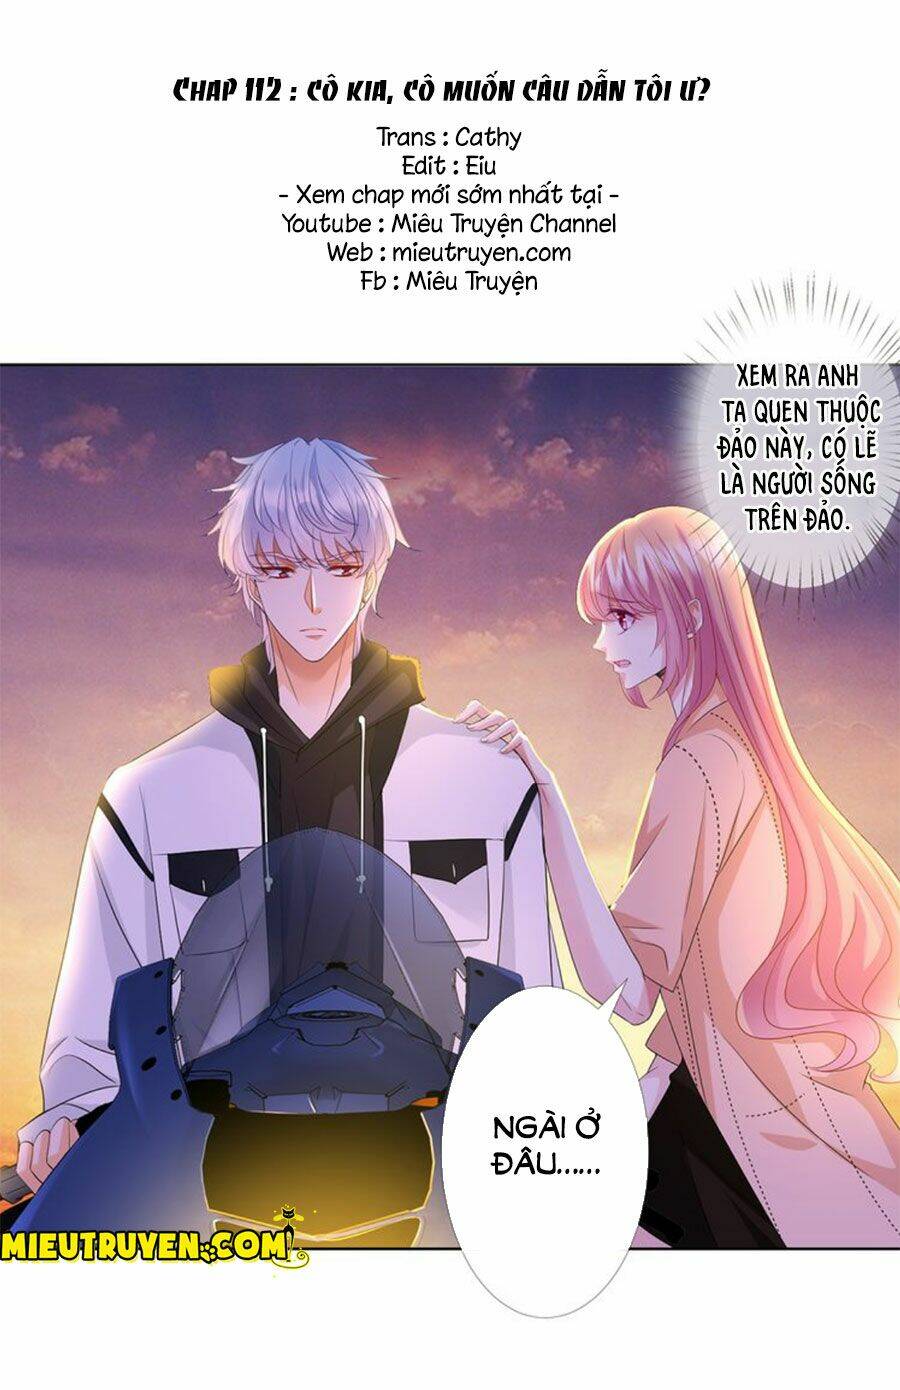 CHAP 112 : CÔ KIA, CÔ MUỐN CÂU DẪN TÔI Ư?
Trans : Cathy
Edit : Eiu
- Xem chap mới sớm nhất tại -
Youtube : Miêu Truyện Channel
Web : mieutruyen.com
Fb : Miêu Truyện
XEM RA ANH
TA QUEN THUỘC
ĐẢO NÀY, CÓ LẼ
LÀ NGƯỜI SỐNG
TRÊN ĐẢO.
NGÀI Ở
ĐÂU......
MIEUTRUYEN.COM